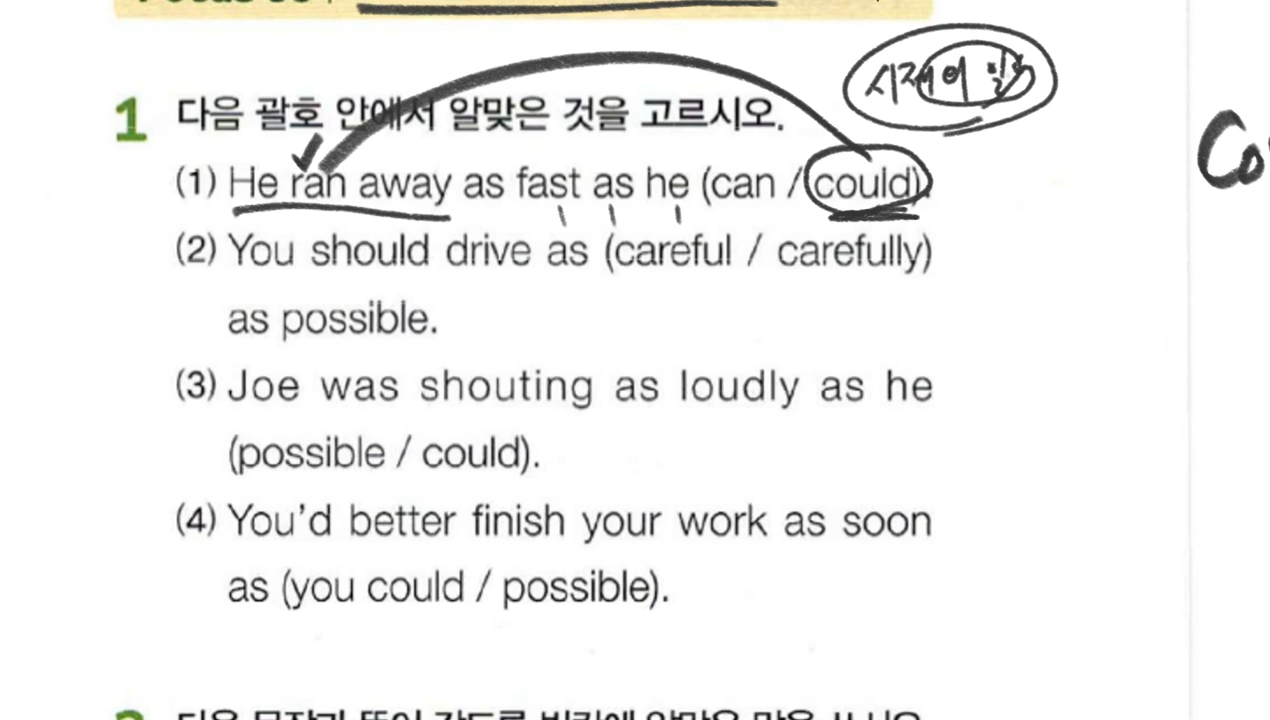 시제의 일치
1 다음 괄호 안에서 알맞은 것을 고르시오.
(1) He ran away as fast as he (can / could).
(2) You should drive as (careful / carefully)
as possible.
(3) Joe was shouting as loudly as he
(possible / could).
(4) You'd better finish your work as soon
as (you could / possible).